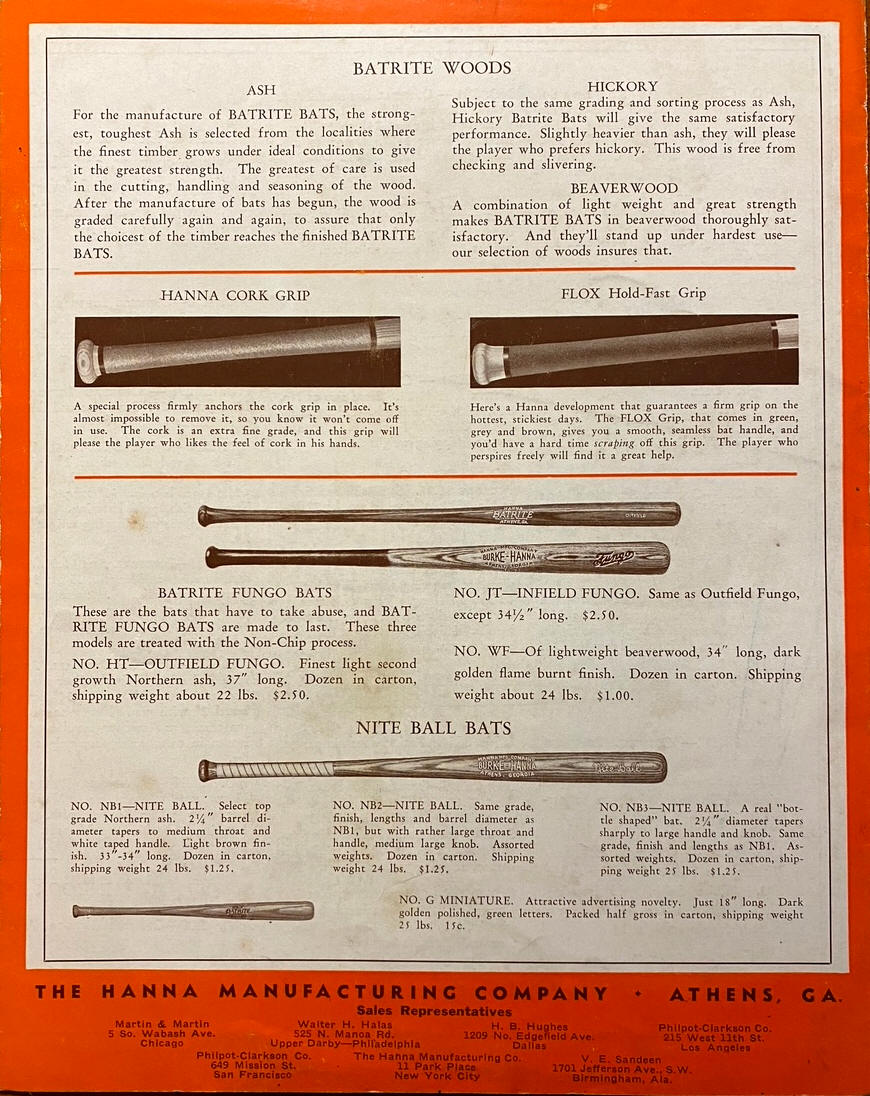 BATRITE WOODS
ASH
For the manufacture of BATRITE BATS, the strong-
est, toughest Ash is selected from the localities where
the finest timber grows under ideal conditions to give
it the greatest strength. The greatest of care is used
in the cutting, handling and seasoning of the wood.
After the manufacture of bats has begun, the wood is
graded carefully again and again, to assure that only
the choicest of the timber reaches the finished BATRITE
BATS.
HICKORY
Subject to the same grading and sorting process as Ash,
Hickory Batrite Bats will give the same satisfactory
performance. Slightly heavier than ash, they will please
the player who prefers hickory. This wood is free from
checking and slivering.
BEAVERWOOD
A combination of light weight and great strength
makes BATRITE BATS in beaverwood thoroughly sat-
isfactory. And they'll stand up under hardest use—
our selection of woods insures that.
HANNA CORK GRIP
A special process firmly anchors the cork grip in place. It's
almost impossible to remove it, so you know it won't come off
in use. The cork is an extra fine grade, and this grip will
please the player who likes the feel of cork in his hands.
FLOX Hold-Fast Grip
Here's a Hanna development that guarantees a firm grip on the
hottest, stickiest days. The FLOX Grip, that comes in green,
grey and brown, gives you a smooth, seamless bat handle, and
you'd have a hard time scraping off this grip. The player who
perspires freely will find it a great help.
HANNA
BATRITE
ATHENS, GA.
HANNA MFG. COMPANY
BURKE-HANNA
ATHENS, GEORGIA
Fungo
BATRITE FUNGO BATS
These are the bats that have to take abuse, and BAT-
RITE FUNGO BATS are made to last. These three
models are treated with the Non-Chip process.
NO. HT—OUTFIELD FUNGO. Finest light second
growth Northern ash, 37" long. Dozen in carton,
shipping weight about 22 lbs. $2.50.
NO. JT—INFIELD FUNGO. Same as Outfield Fungo,
except 34½" long. $2.50.
NO. WF—Of lightweight beaverwood, 34" long, dark
golden flame burnt finish. Dozen in carton. Shipping
weight about 24 lbs. $1.00.
NITE BALL BATS
HANNA MFG. COMPANY
BURKE-HANNA
ATHENS, GEORGIA
Nite Ball
NO. NB1—NITE BALL. Select top
grade Northern ash. 2¼" barrel di-
ameter tapers to medium throat and
white taped handle. Light brown fin-
ish. 33"-34" long. Dozen in carton,
shipping weight 24 lbs. $1.25.
NO. NB2—NITE BALL. Same grade,
finish, lengths and barrel diameter as
NB1, but with rather large throat and
handle, medium large knob. Assorted
weights. Dozen in carton. Shipping
weight 24 lbs. $1.25.
NO. NB3—NITE BALL. A real "bot-
tle shaped" bat. 2¼" diameter tapers
sharply to large handle and knob. Same
grade, finish and lengths as NB1. As-
sorted weights. Dozen in carton, ship-
ping weight 25 lbs. $1.25.
BATRITE
NO. G MINIATURE. Attractive advertising novelty. Just 18" long. Dark
golden polished, green letters. Packed half gross in carton, shipping weight
25 lbs. 15c.
THE HANNA MANUFACTURING COMPANY • ATHENS, GA.
Sales Representatives
Martin & Martin
5 So. Wabash Ave.
Chicago
Walter H. Halas
525 N. Manoa Rd.
Upper Darby—Philadelphia
H. B. Hughes
1209 No. Edgefield Ave.
Dallas
Philpot-Clarkson Co.
215 West 11th St.
Los Angeles
Philpot-Clarkson Co.
649 Mission St.
San Francisco
The Hanna Manufacturing Co.
11 Park Place
New York City
V. E. Sandeen
1701 Jefferson Ave., S.W.
Birmingham, Ala.